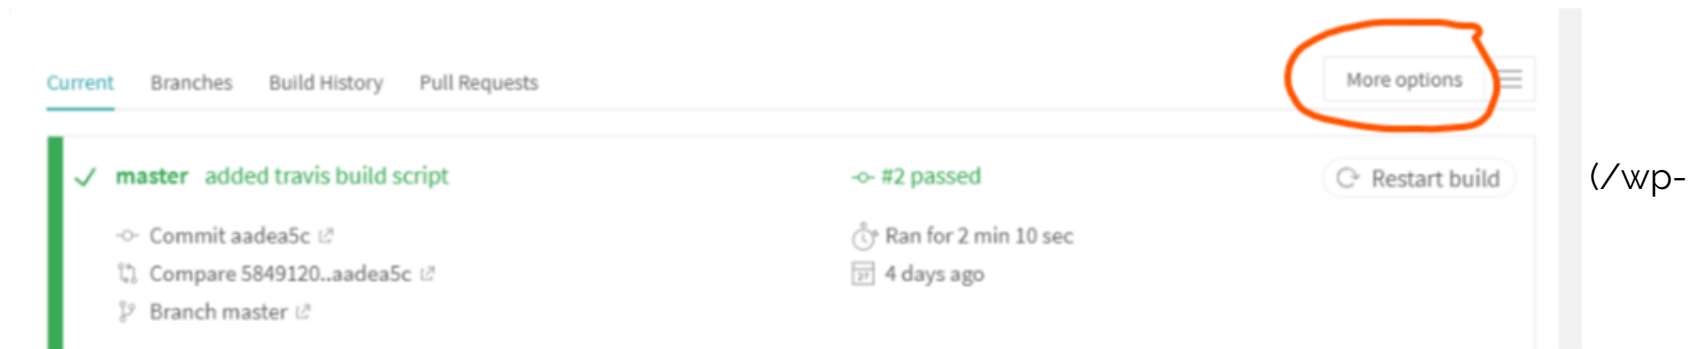 Current Branches Build History Pull Requests More options
master added travis build script #2 passed Restart build
(/wp-
Commit aadea5c Ran for 2 min 10 sec
Compare 5849120..aadea5c 4 days ago
Branch master